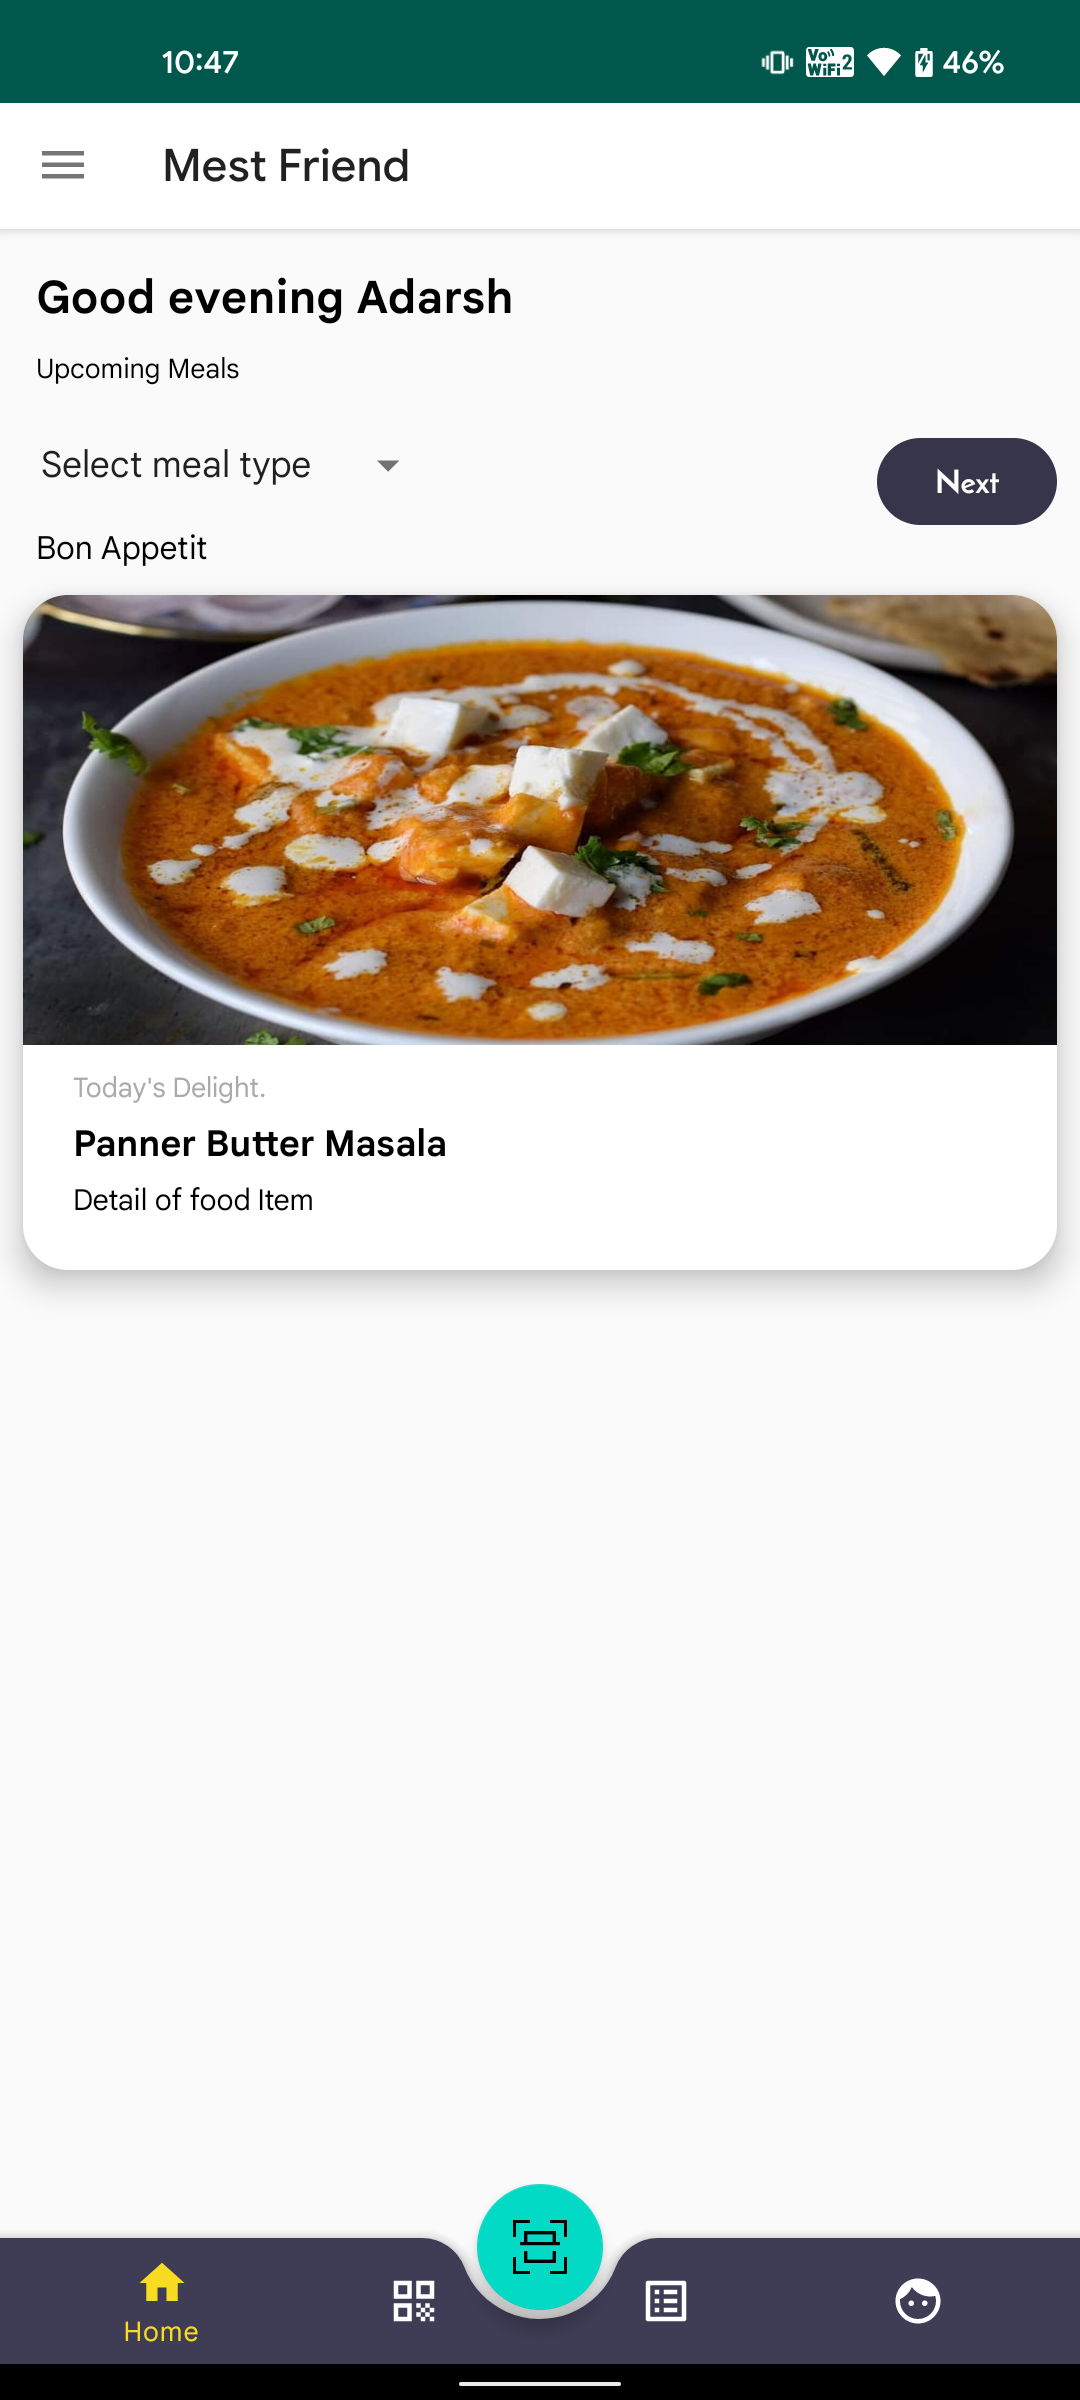 10:47
Vo WiFi 2
46%
Mest Friend
Good evening Adarsh
Upcoming Meals
Select meal type
Next
Bon Appetit
Today's Delight.
Panner Butter Masala
Detail of food Item
Home